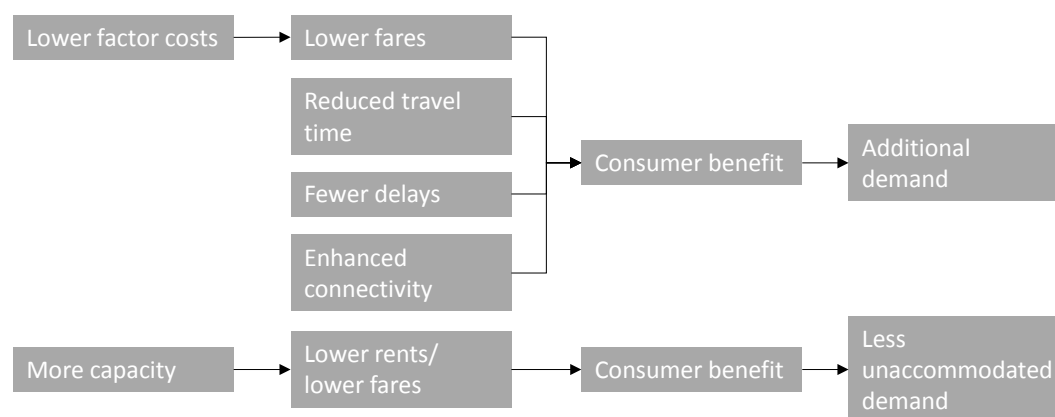 Lower factor costs
Lower fares
Reduced travel
time
Fewer delays
Enhanced
connectivity
Consumer benefit
Additional
demand
More capacity
Lower rents/
lower fares
Consumer benefit
Less
unaccommodated
demand